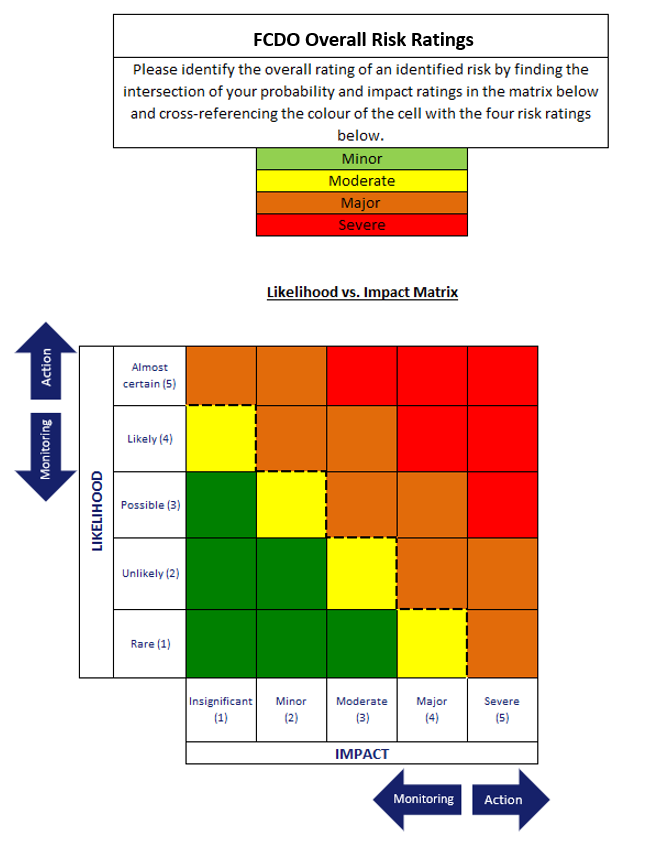 FCDO Overall Risk Ratings
Please identify the overall rating of an identified risk by finding the
intersection of your probability and impact ratings in the matrix below
and cross-referencing the colour of the cell with the four risk ratings
below.
Minor
Moderate
Major
Severe
Likelihood vs. Impact Matrix
Action
Monitoring
LIKELIHOOD
Almost
certain (5)
Likely (4)
Possible (3)
Unlikely (2)
Rare (1)
Insignificant
(1)
Minor
(2)
Moderate
(3)
Major
(4)
Severe
(5)
IMPACT
Monitoring
Action